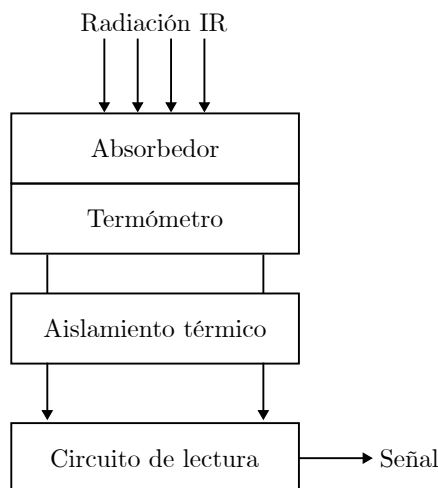 Radiación IR
Absorbedor
Termómetro
Aislamiento térmico
Circuito de lectura
Señal